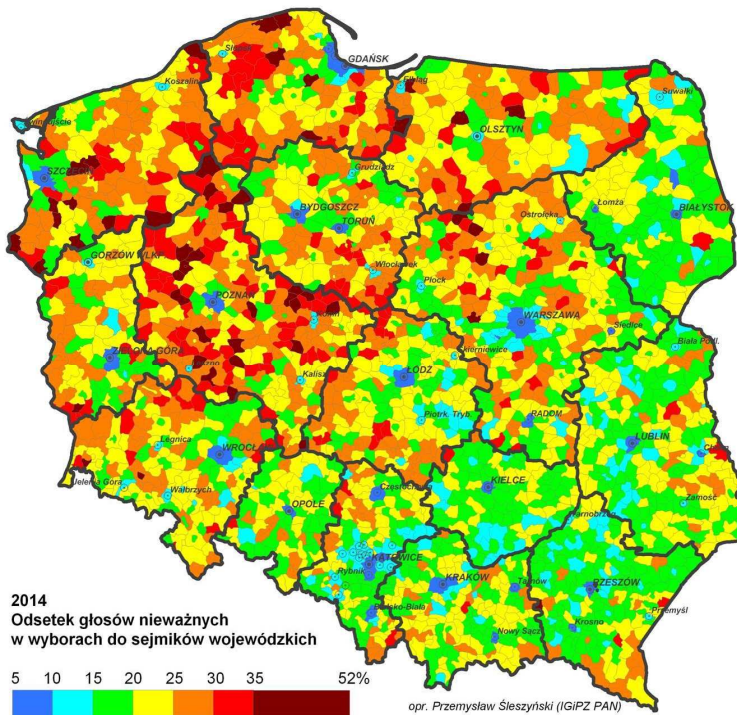 Słupsk
GDAŃSK
Koszalin
Elbląg
Suwałki
Świnoujście
OLSZTYN
SZCZECIN
Grudziądz
Łomża
BYDGOSZCZ
TORUŃ
Ostrołęka
BIAŁYSTOK
GORZÓW WLKP
Włocławek
Płock
POZNAŃ
Konin
WARSZAWA
Siedlce
Biała Podl.
ZIELONA GÓRA
Leszno
Skierniewice
Kalisz
ŁÓDŹ
Piotrk. Tryb.
RADOM
LUBLIN
Chełm
Legnica
WROCŁAW
Jelenia Góra
Wałbrzych
OPOLE
Częstochowa
KIELCE
Zamość
Tarnobrzeg
KATOWICE
Rybnik
KRAKÓW
Tarnów
RZESZÓW
Bielsko-Biała
Nowy Sącz
Krosno
Przemyśl
2014
Odsetek głosów nieważnych
w wyborach do sejmików wojewódzkich
5 10 15 20 25 30 35 52%
opr. Przemysław Śleszyński (IGiPZ PAN)